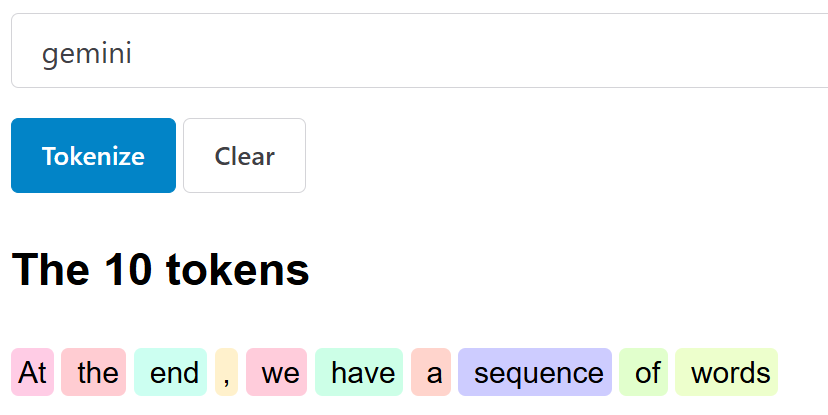 gemini
Tokenize Clear
The 10 tokens
At the end , we have a sequence of words